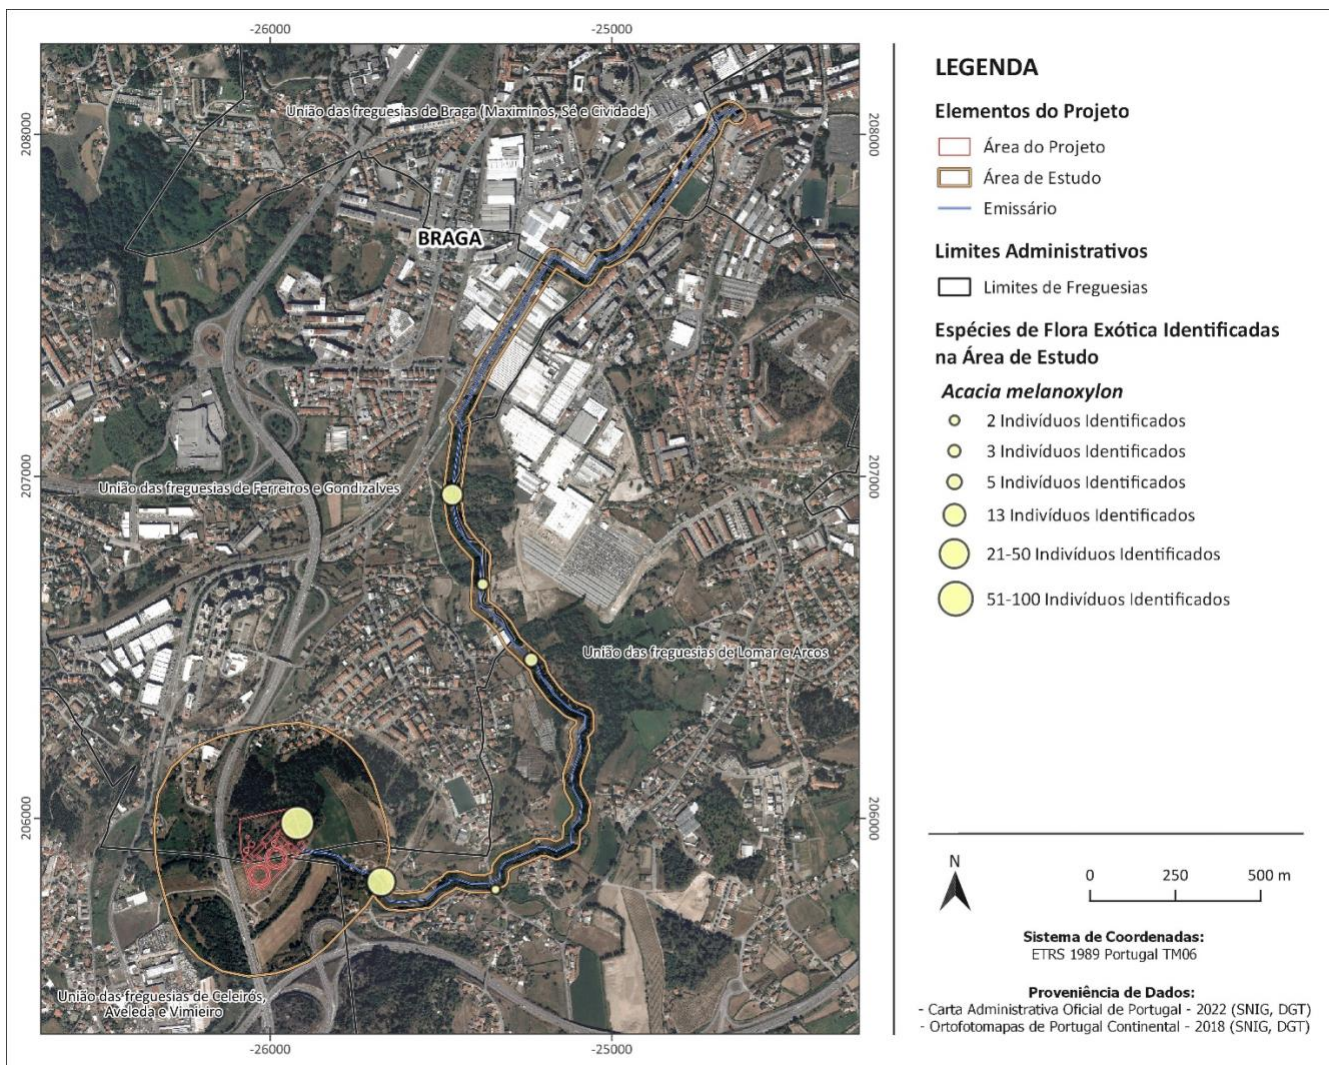 -26000
-25000
208000
208000
União das freguesias de Braga (Maximinos, Sé e Cividade)
BRAGA
207000
207000
União das freguesias de Ferreiros e Gondizalves
União das freguesias de Lomar e Arcos
206000
206000
União das freguesias de Celeirós,
Aveleda e Vimieiro
-26000
-25000
LEGENDA
Elementos do Projeto
Área do Projeto
Área de Estudo
Emissário
Limites Administrativos
Limites de Freguesias
Espécies de Flora Exótica Identificadas
na Área de Estudo
Acacia melanoxylon
2 Indivíduos Identificados
3 Indivíduos Identificados
5 Indivíduos Identificados
13 Indivíduos Identificados
21-50 Indivíduos Identificados
51-100 Indivíduos Identificados
N
0 250 500 m
Sistema de Coordenadas:
ETRS 1989 Portugal TM06
Proveniência de Dados:
- Carta Administrativa Oficial de Portugal - 2022 (SNIG, DGT)
- Ortofotomapas de Portugal Continental - 2018 (SNIG, DGT)